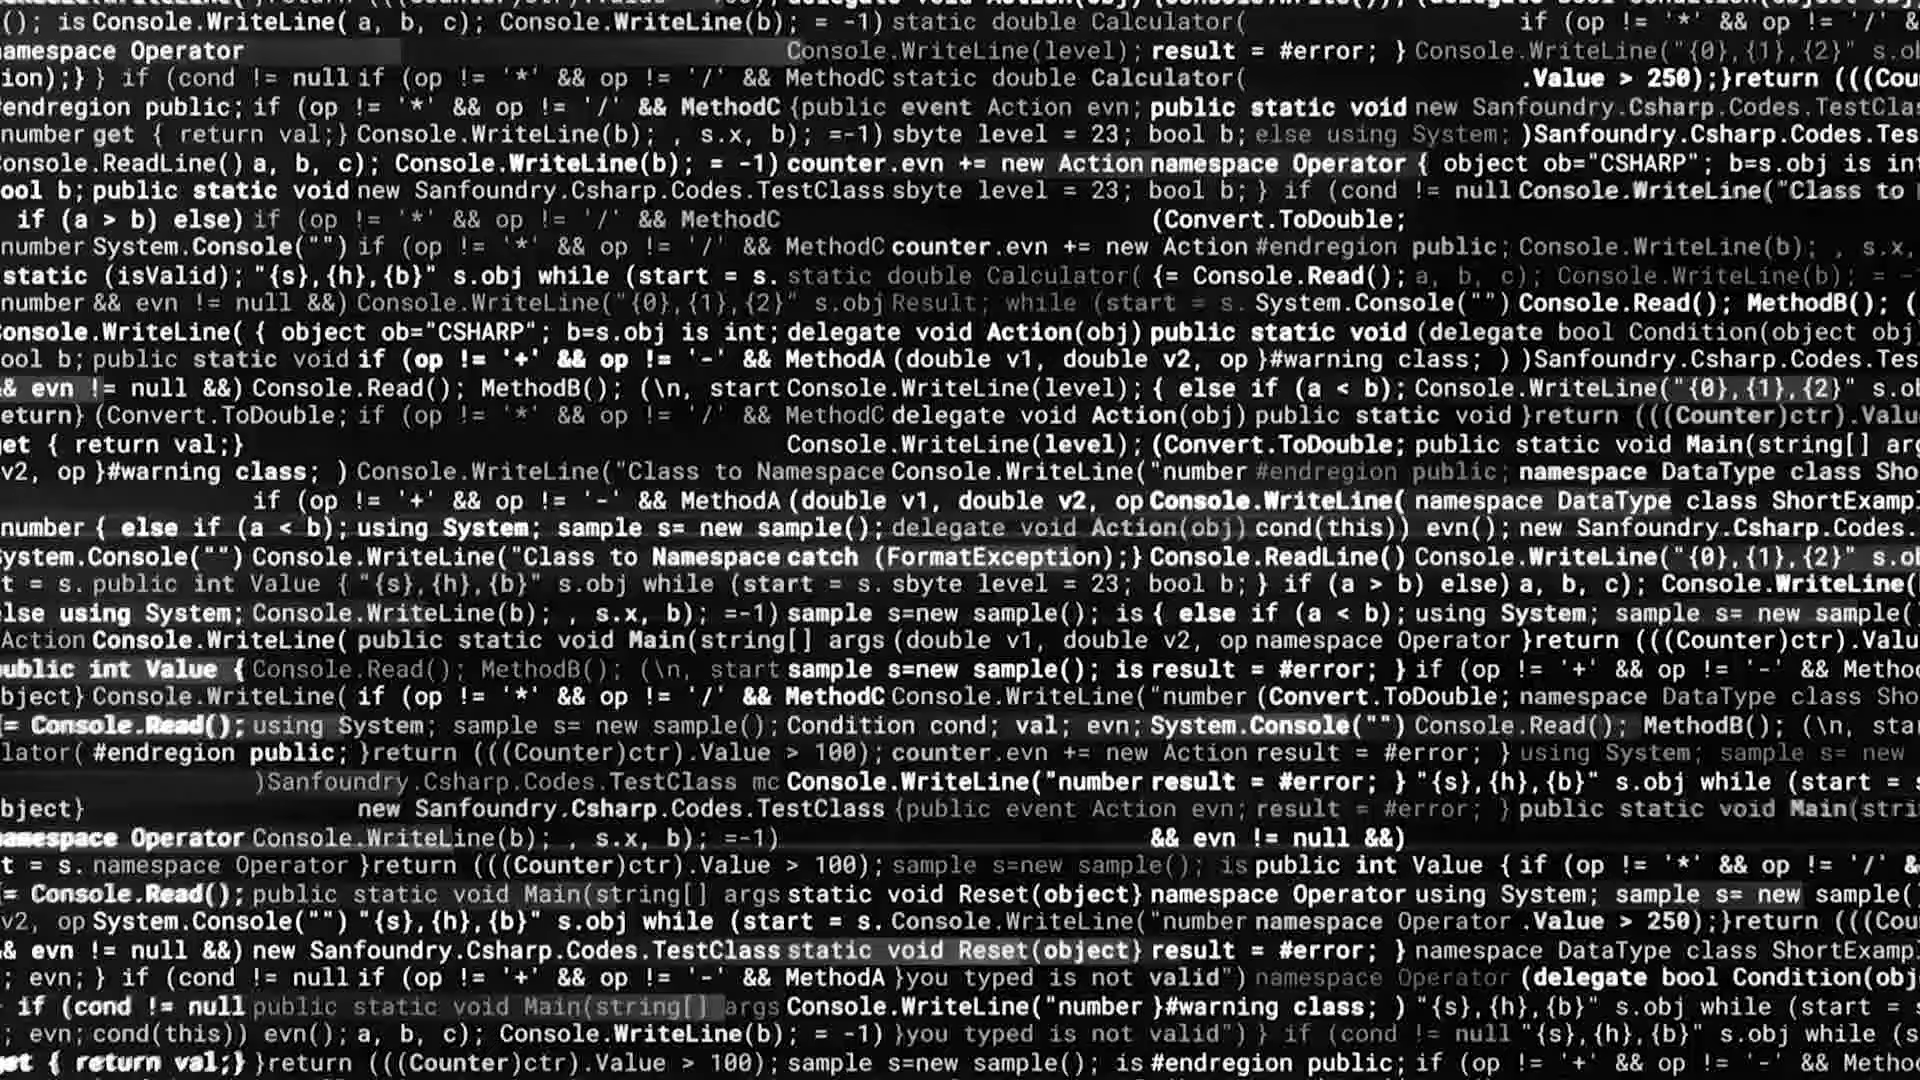 (); is Console.WriteLine( a, b, c); Console.WriteLine(b); = -1) static double Calculator( if (op != '*' && op != '/' &
namespace Operator Console.WriteLine(level); result = #error; } Console.WriteLine("{0},{1},{2}" s.ob
ion);} } if (cond != null if (op != '*' && op != '/' && MethodC static double Calculator( .Value > 250);}return (((Cou
#endregion public; if (op != '*' && op != '/' && MethodC {public event Action evn; public static void new Sanfoundry.Csharp.Codes.TestClas
number get { return val;} Console.WriteLine(b); , s.x, b); =-1) sbyte level = 23; bool b; else using System; )Sanfoundry.Csharp.Codes.Tes
Console.ReadLine() a, b, c); Console.WriteLine(b); = -1) counter.evn += new Action namespace Operator { object ob="CSHARP"; b=s.obj is int
ool b; public static void new Sanfoundry.Csharp.Codes.TestClass sbyte level = 23; bool b; } if (cond != null Console.WriteLine("Class to
if (a > b) else) if (op != '*' && op != '/' && MethodC (Convert.ToDouble;
number System.Console("") if (op != '*' && op != '/' && MethodC counter.evn += new Action #endregion public; Console.WriteLine(b); , s.x,
static (isValid); "{s},{h},{b}" s.obj while (start = s. static double Calculator( {= Console.Read(); a, b, c); Console.WriteLine(b); = -
number && evn != null &&) Console.WriteLine("{0},{1},{2}" s.obj Result; while (start = s. System.Console("") Console.Read(); MethodB(); (
Console.WriteLine( { object ob="CSHARP"; b=s.obj is int; delegate void Action(obj) public static void (delegate bool Condition(object obj
ool b; public static void if (op != '+' && op != '-' && MethodA (double v1, double v2, op }#warning class; ) )Sanfoundry.Csharp.Codes.Tes
& evn != null &&) Console.Read(); MethodB(); (\n, start Console.WriteLine(level); { else if (a < b); Console.WriteLine("{0},{1},{2}" s.ob
eturn} (Convert.ToDouble; if (op != '*' && op != '/' && MethodC delegate void Action(obj) public static void }return (((Counter)ctr).Valu
get { return val;} Console.WriteLine(level); (Convert.ToDouble; public static void Main(string[] arg
v2, op }#warning class; ) Console.WriteLine("Class to Namespace Console.WriteLine("number #endregion public; namespace DataType class Sho
if (op != '+' && op != '-' && MethodA (double v1, double v2, op Console.WriteLine( namespace DataType class ShortExampl
number { else if (a < b); using System; sample s= new sample(); delegate void Action(obj) cond(this)) evn(); new Sanfoundry.Csharp.Codes.
System.Console("") Console.WriteLine("Class to Namespace catch (FormatException);} Console.ReadLine() Console.WriteLine("{0},{1},{2}" s.ob
t = s. public int Value { "{s},{h},{b}" s.obj while (start = s. sbyte level = 23; bool b; } if (a > b) else) a, b, c); Console.WriteLine(
else using System; Console.WriteLine(b); , s.x, b); =-1) sample s=new sample(); is { else if (a < b); using System; sample s= new sample(
Action Console.WriteLine( public static void Main(string[] args (double v1, double v2, op namespace Operator }return (((Counter)ctr).Valu
public int Value { Console.Read(); MethodB(); (\n, start sample s=new sample(); is result = #error; } if (op != '+' && op != '-' && Metho
object} Console.WriteLine( if (op != '*' && op != '/' && MethodC Console.WriteLine("number (Convert.ToDouble; namespace DataType class Sho
{= Console.Read(); using System; sample s= new sample(); Condition cond; val; evn; System.Console("") Console.Read(); MethodB(); (\n, star
lator( #endregion public; }return (((Counter)ctr).Value > 100); counter.evn += new Action result = #error; } using System; sample s= new
)Sanfoundry.Csharp.Codes.TestClass mc Console.WriteLine("number result = #error; } "{s},{h},{b}" s.obj while (start = s
object} new Sanfoundry.Csharp.Codes.TestClass {public event Action evn; result = #error; } public static void Main(stri
namespace Operator Console.WriteLine(b); , s.x, b); =-1) && evn != null &&)
t = s. namespace Operator }return (((Counter)ctr).Value > 100); sample s=new sample(); is public int Value { if (op != '*' && op != '/' &
{= Console.Read(); public static void Main(string[] args static void Reset(object} namespace Operator using System; sample s= new sample()
v2, op System.Console("") "{s},{h},{b}" s.obj while (start = s. Console.WriteLine("number namespace Operator .Value > 250);}return (((Cou
& evn != null &&) new Sanfoundry.Csharp.Codes.TestClass static void Reset(object} result = #error; } namespace DataType class ShortExampl
; evn; } if (cond != null if (op != '+' && op != '-' && MethodA }you typed is not valid") namespace Operator (delegate bool Condition(obj
if (cond != null public static void Main(string[] args Console.WriteLine("number }#warning class; ) "{s},{h},{b}" s.obj while (start =
; evn; cond(this)) evn(); a, b, c); Console.WriteLine(b); = -1) }you typed is not valid") } if (cond != null "{s},{h},{b}" s.obj while (s
get { return val;} }return (((Counter)ctr).Value > 100); sample s=new sample(); is #endregion public; if (op != '+' && op != '-' && Metho